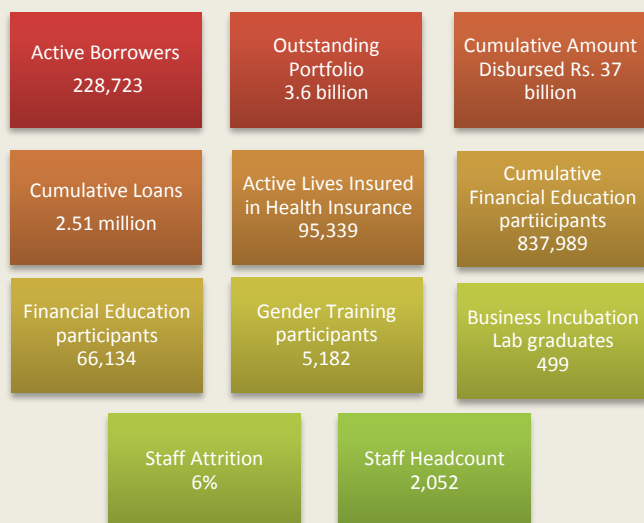 Active Borrowers
228,723
Outstanding
Portfolio
3.6 billion
Cumulative Amount
Disbursed Rs. 37
billion
Cumulative Loans
2.51 million
Active Lives Insured
in Health Insurance
95,339
Cumulative
Financial Education
partiicipants
837,989
Financial Education
participants
66,134
Gender Training
participants
5,182
Business Incubation
Lab graduates
499
Staff Attrition
6%
Staff Headcount
2,052